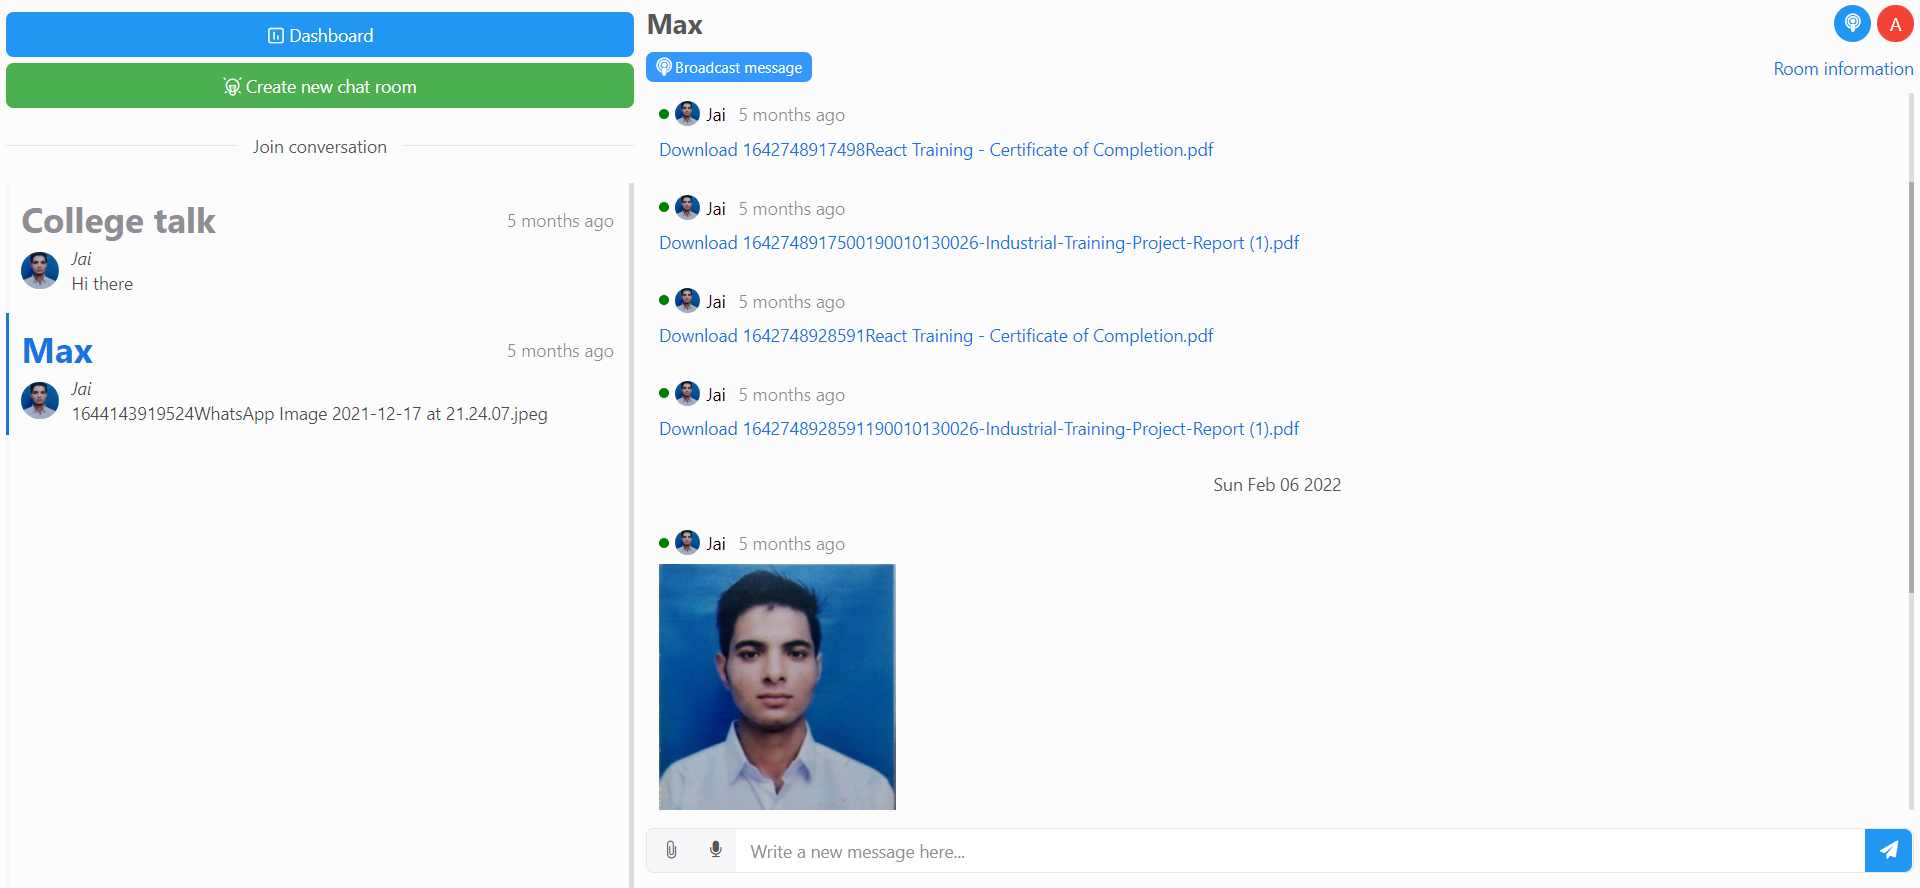 Dashboard
Create new chat room
Join conversation
College talk
5 months ago
Jai
Hi there
Max
5 months ago
Jai
1644143919524WhatsApp Image 2021-12-17 at 21.24.07.jpeg
Max
A
Broadcast message
Room information
Jai 5 months ago
Download 1642748917498React Training - Certificate of Completion.pdf
Jai 5 months ago
Download 1642748917500190010130026-Industrial-Training-Project-Report (1).pdf
Jai 5 months ago
Download 1642748928591React Training - Certificate of Completion.pdf
Jai 5 months ago
Download 1642748928591190010130026-Industrial-Training-Project-Report (1).pdf
Sun Feb 06 2022
Jai 5 months ago
Write a new message here...